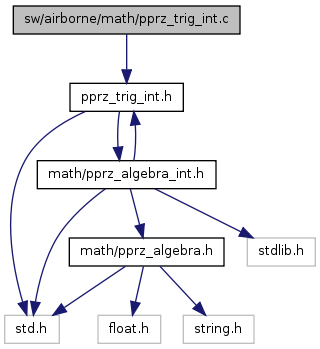 sw/airborne/math/pprz_trig_int.c
pprz_trig_int.h
math/pprz_algebra_int.h
math/pprz_algebra.h
stdlib.h
std.h
float.h
string.h